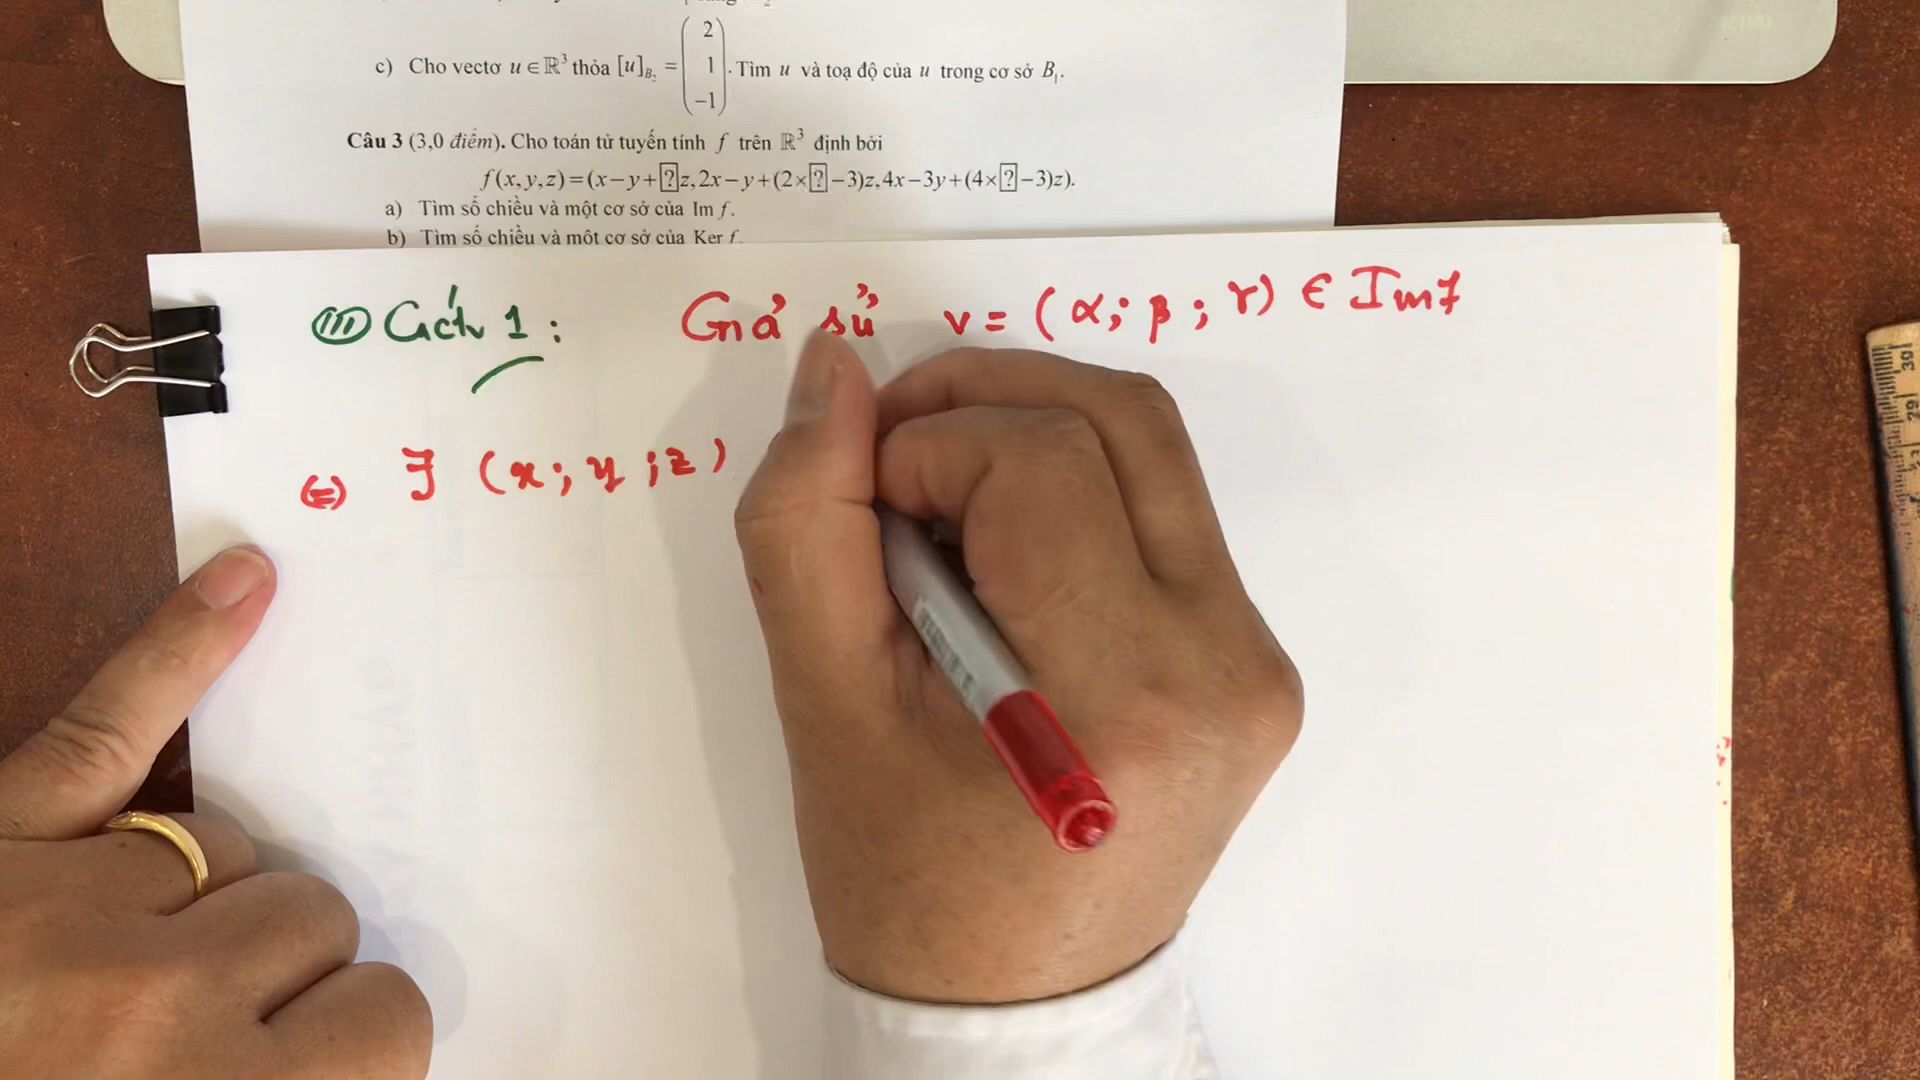 c) Cho vectơ u ∈ ℝ³ thỏa [u]_{B₂} = (2 1 −1). Tìm u và toạ độ của u trong cơ sở B₁.
Câu 3 (3,0 điểm). Cho toán tử tuyến tính f trên ℝ³ định bởi
f(x,y,z)=(x−y+[?]z,2x−y+(2×[?]−3)z,4x−3y+(4×[?]−3)z).
a) Tìm số chiều và một cơ sở của Im f.
b) Tìm số chiều và một cơ sở của Ker f.
(III) Cách 1: Giả sử v = (α; β; γ) ∈ Imf
⇔ ∃ (x; y; z)